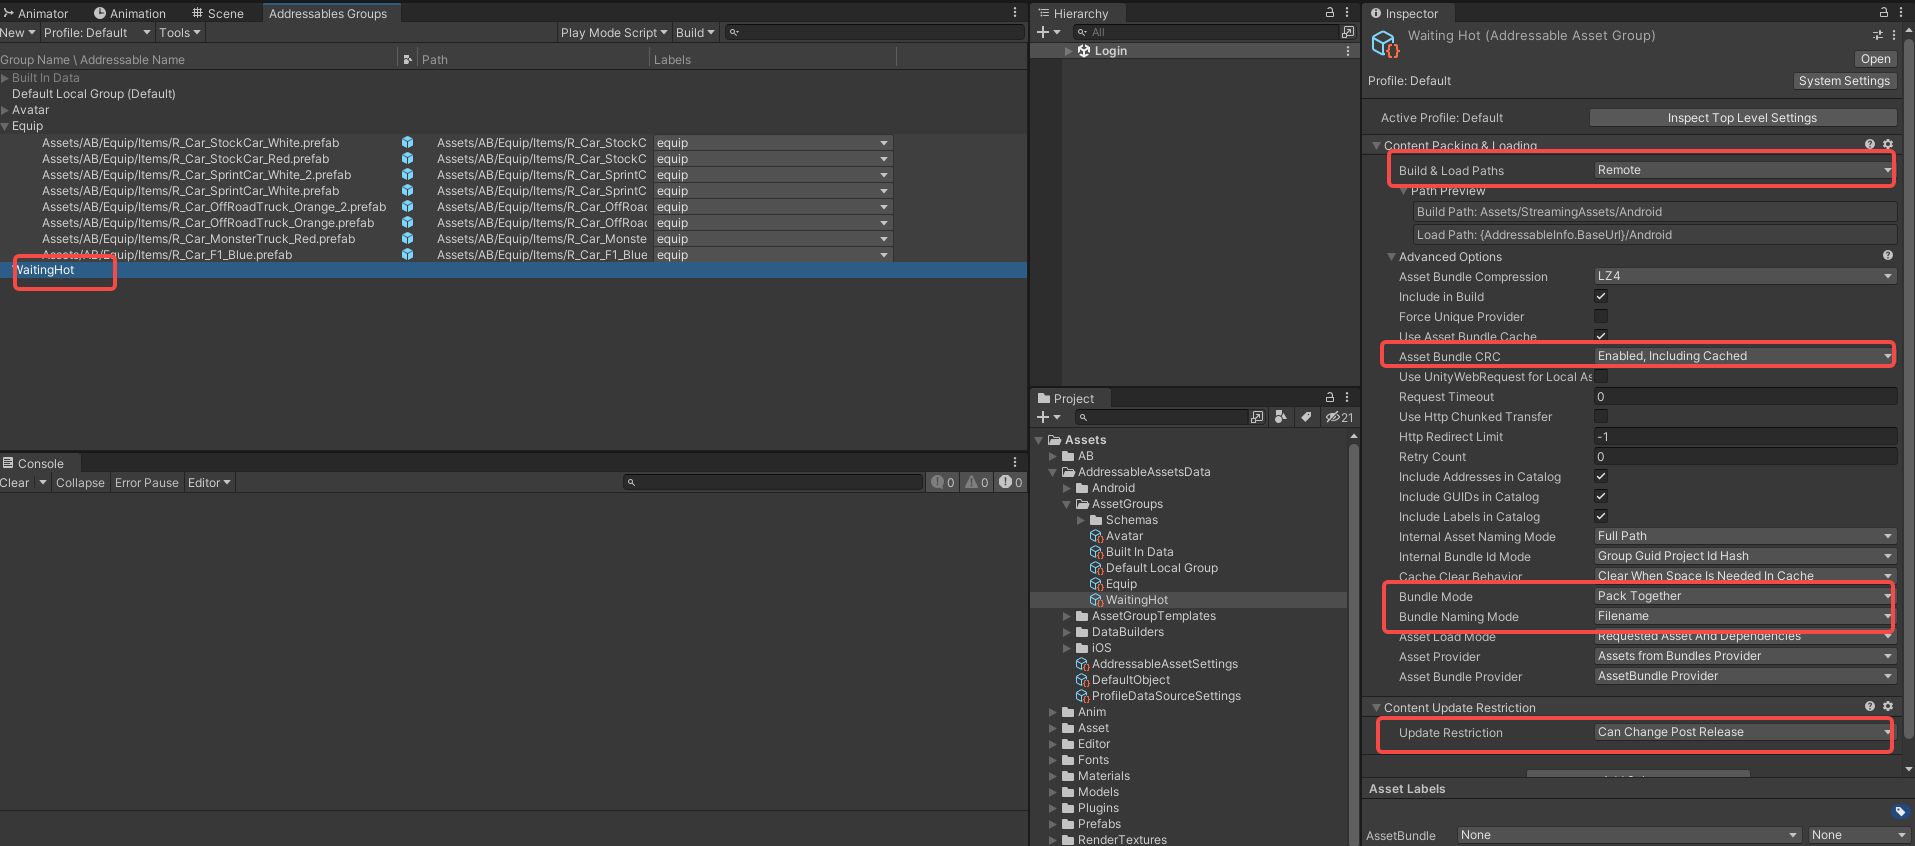 Animator
Animation
Scene
Addressables Groups
New
Profile: Default
Tools
Play Mode Script
Build
Group Name \ Addressable Name
Path
Labels
Built In Data
Default Local Group (Default)
Avatar
Equip
Assets/AB/Equip/Items/R_Car_StockCar_White.prefab
Assets/AB/Equip/Items/R_Car_StockC
equip
Assets/AB/Equip/Items/R_Car_StockCar_Red.prefab
Assets/AB/Equip/Items/R_Car_StockC
equip
Assets/AB/Equip/Items/R_Car_SprintCar_White_2.prefab
Assets/AB/Equip/Items/R_Car_SprintC
equip
Assets/AB/Equip/Items/R_Car_SprintCar_White.prefab
Assets/AB/Equip/Items/R_Car_SprintC
equip
Assets/AB/Equip/Items/R_Car_OffRoadTruck_Orange_2.prefab
Assets/AB/Equip/Items/R_Car_OffRoac
equip
Assets/AB/Equip/Items/R_Car_OffRoadTruck_Orange.prefab
Assets/AB/Equip/Items/R_Car_OffRoac
equip
Assets/AB/Equip/Items/R_Car_MonsterTruck_Red.prefab
Assets/AB/Equip/Items/R_Car_Monste
equip
Assets/AB/Equip/Items/R_Car_F1_Blue.prefab
Assets/AB/Equip/Items/R_Car_F1_Blue
equip
WaitingHot
Console
Clear
Collapse
Error Pause
Editor
0
0
0
Hierarchy
All
Login
Project
21
Assets
AB
AddressableAssetsData
Android
AssetGroups
Schemas
Avatar
Built In Data
Default Local Group
Equip
WaitingHot
AssetGroupTemplates
DataBuilders
iOS
AddressableAssetSettings
DefaultObject
ProfileDataSourceSettings
Anim
Asset
Editor
Fonts
Materials
Models
Plugins
Prefabs
RenderTextures
Inspector
Waiting Hot (Addressable Asset Group)
Open
Profile: Default
System Settings
Active Profile: Default
Inspect Top Level Settings
Content Packing & Loading
Build & Load Paths
Remote
Path Preview
Build Path: Assets/StreamingAssets/Android
Load Path: {AddressableInfo.BaseUrl}/Android
Advanced Options
Asset Bundle Compression
LZ4
Include in Build
Force Unique Provider
Use Asset Bundle Cache
Asset Bundle CRC
Enabled, Including Cached
Use UnityWebRequest for Local As
Request Timeout
0
Use Http Chunked Transfer
Http Redirect Limit
-1
Retry Count
0
Include Addresses in Catalog
Include GUIDs in Catalog
Include Labels in Catalog
Internal Asset Naming Mode
Full Path
Internal Bundle Id Mode
Group Guid Project Id Hash
Cache Clear Behavior
Clear When Space Is Needed In Cache
Bundle Mode
Pack Together
Bundle Naming Mode
Filename
Asset Load Mode
Requested Asset And Dependencies
Asset Provider
Assets from Bundles Provider
Asset Bundle Provider
AssetBundle Provider
Content Update Restriction
Update Restriction
Can Change Post Release
Asset Labels
AssetBundle
None
None